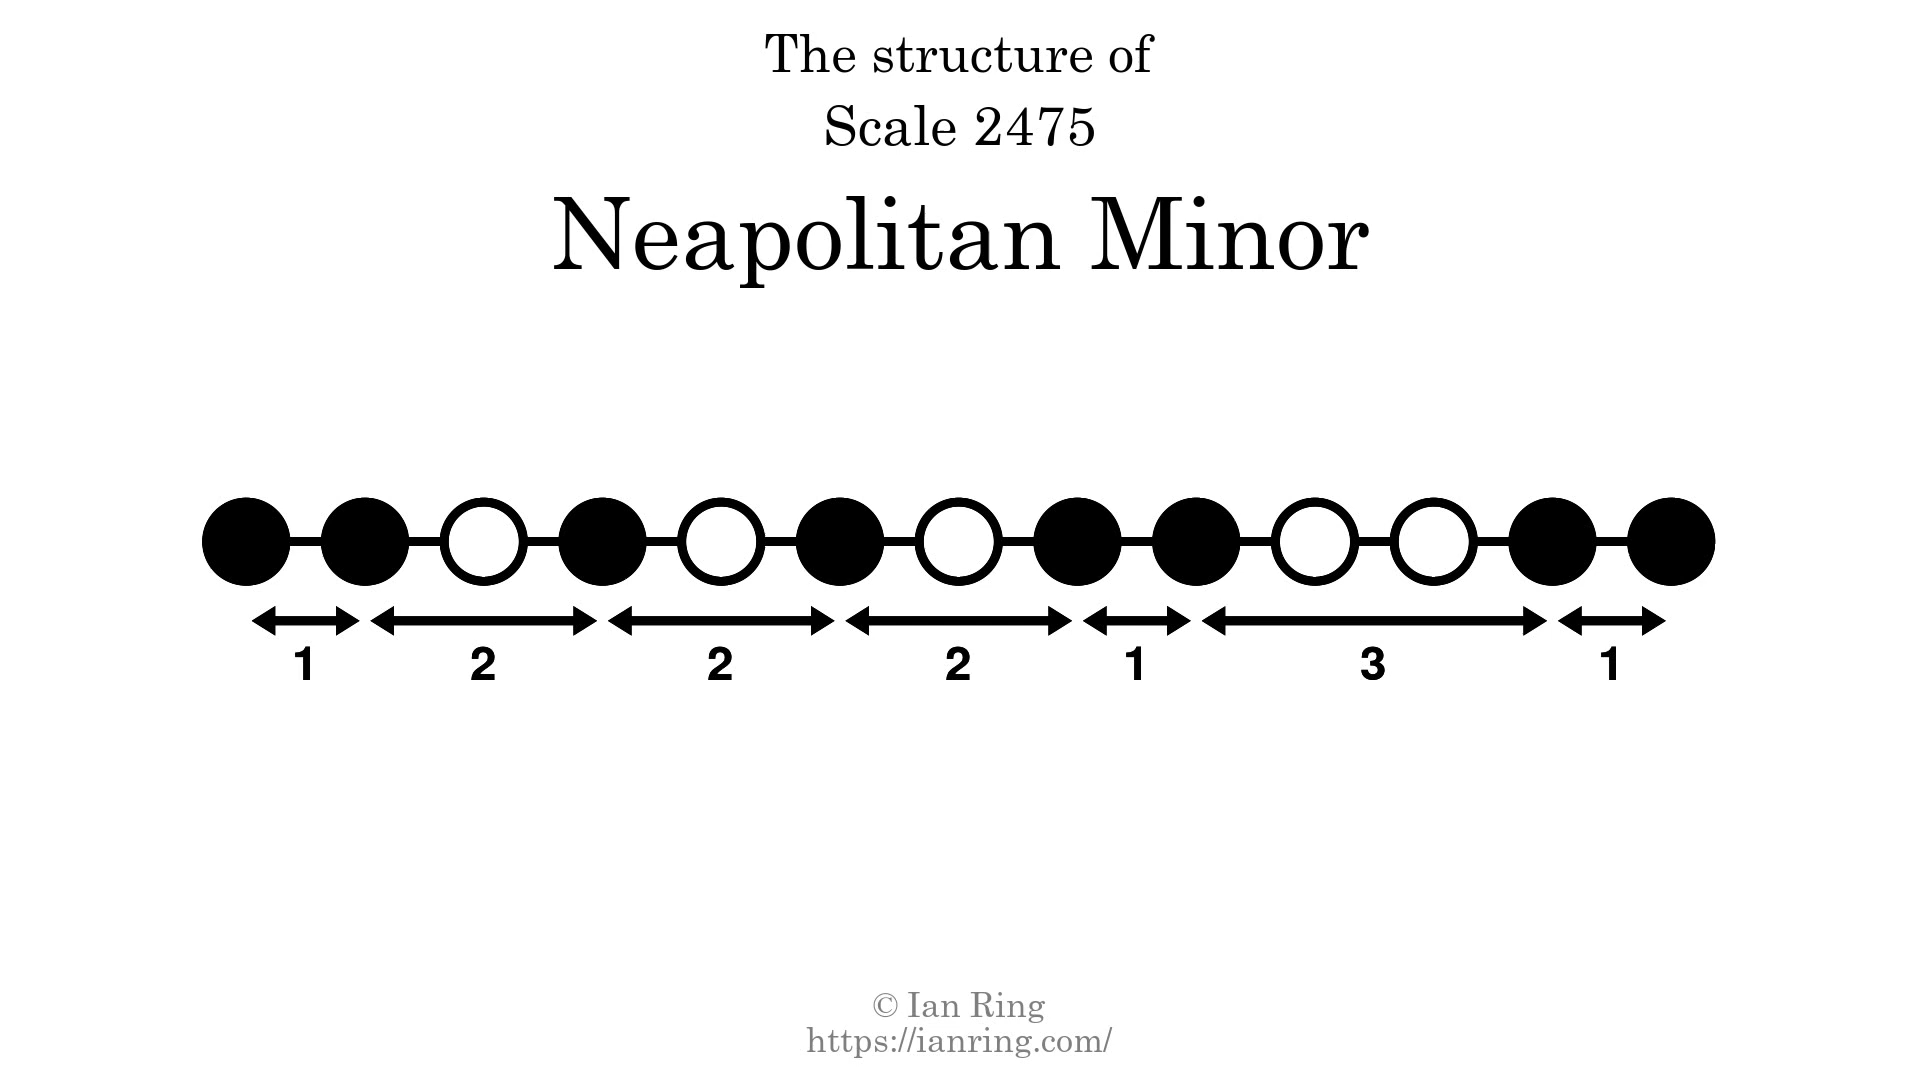 The structure of
Scale 2475
Neapolitan Minor
1 2 2 2 1 3 1
© Ian Ring
https://ianring.com/